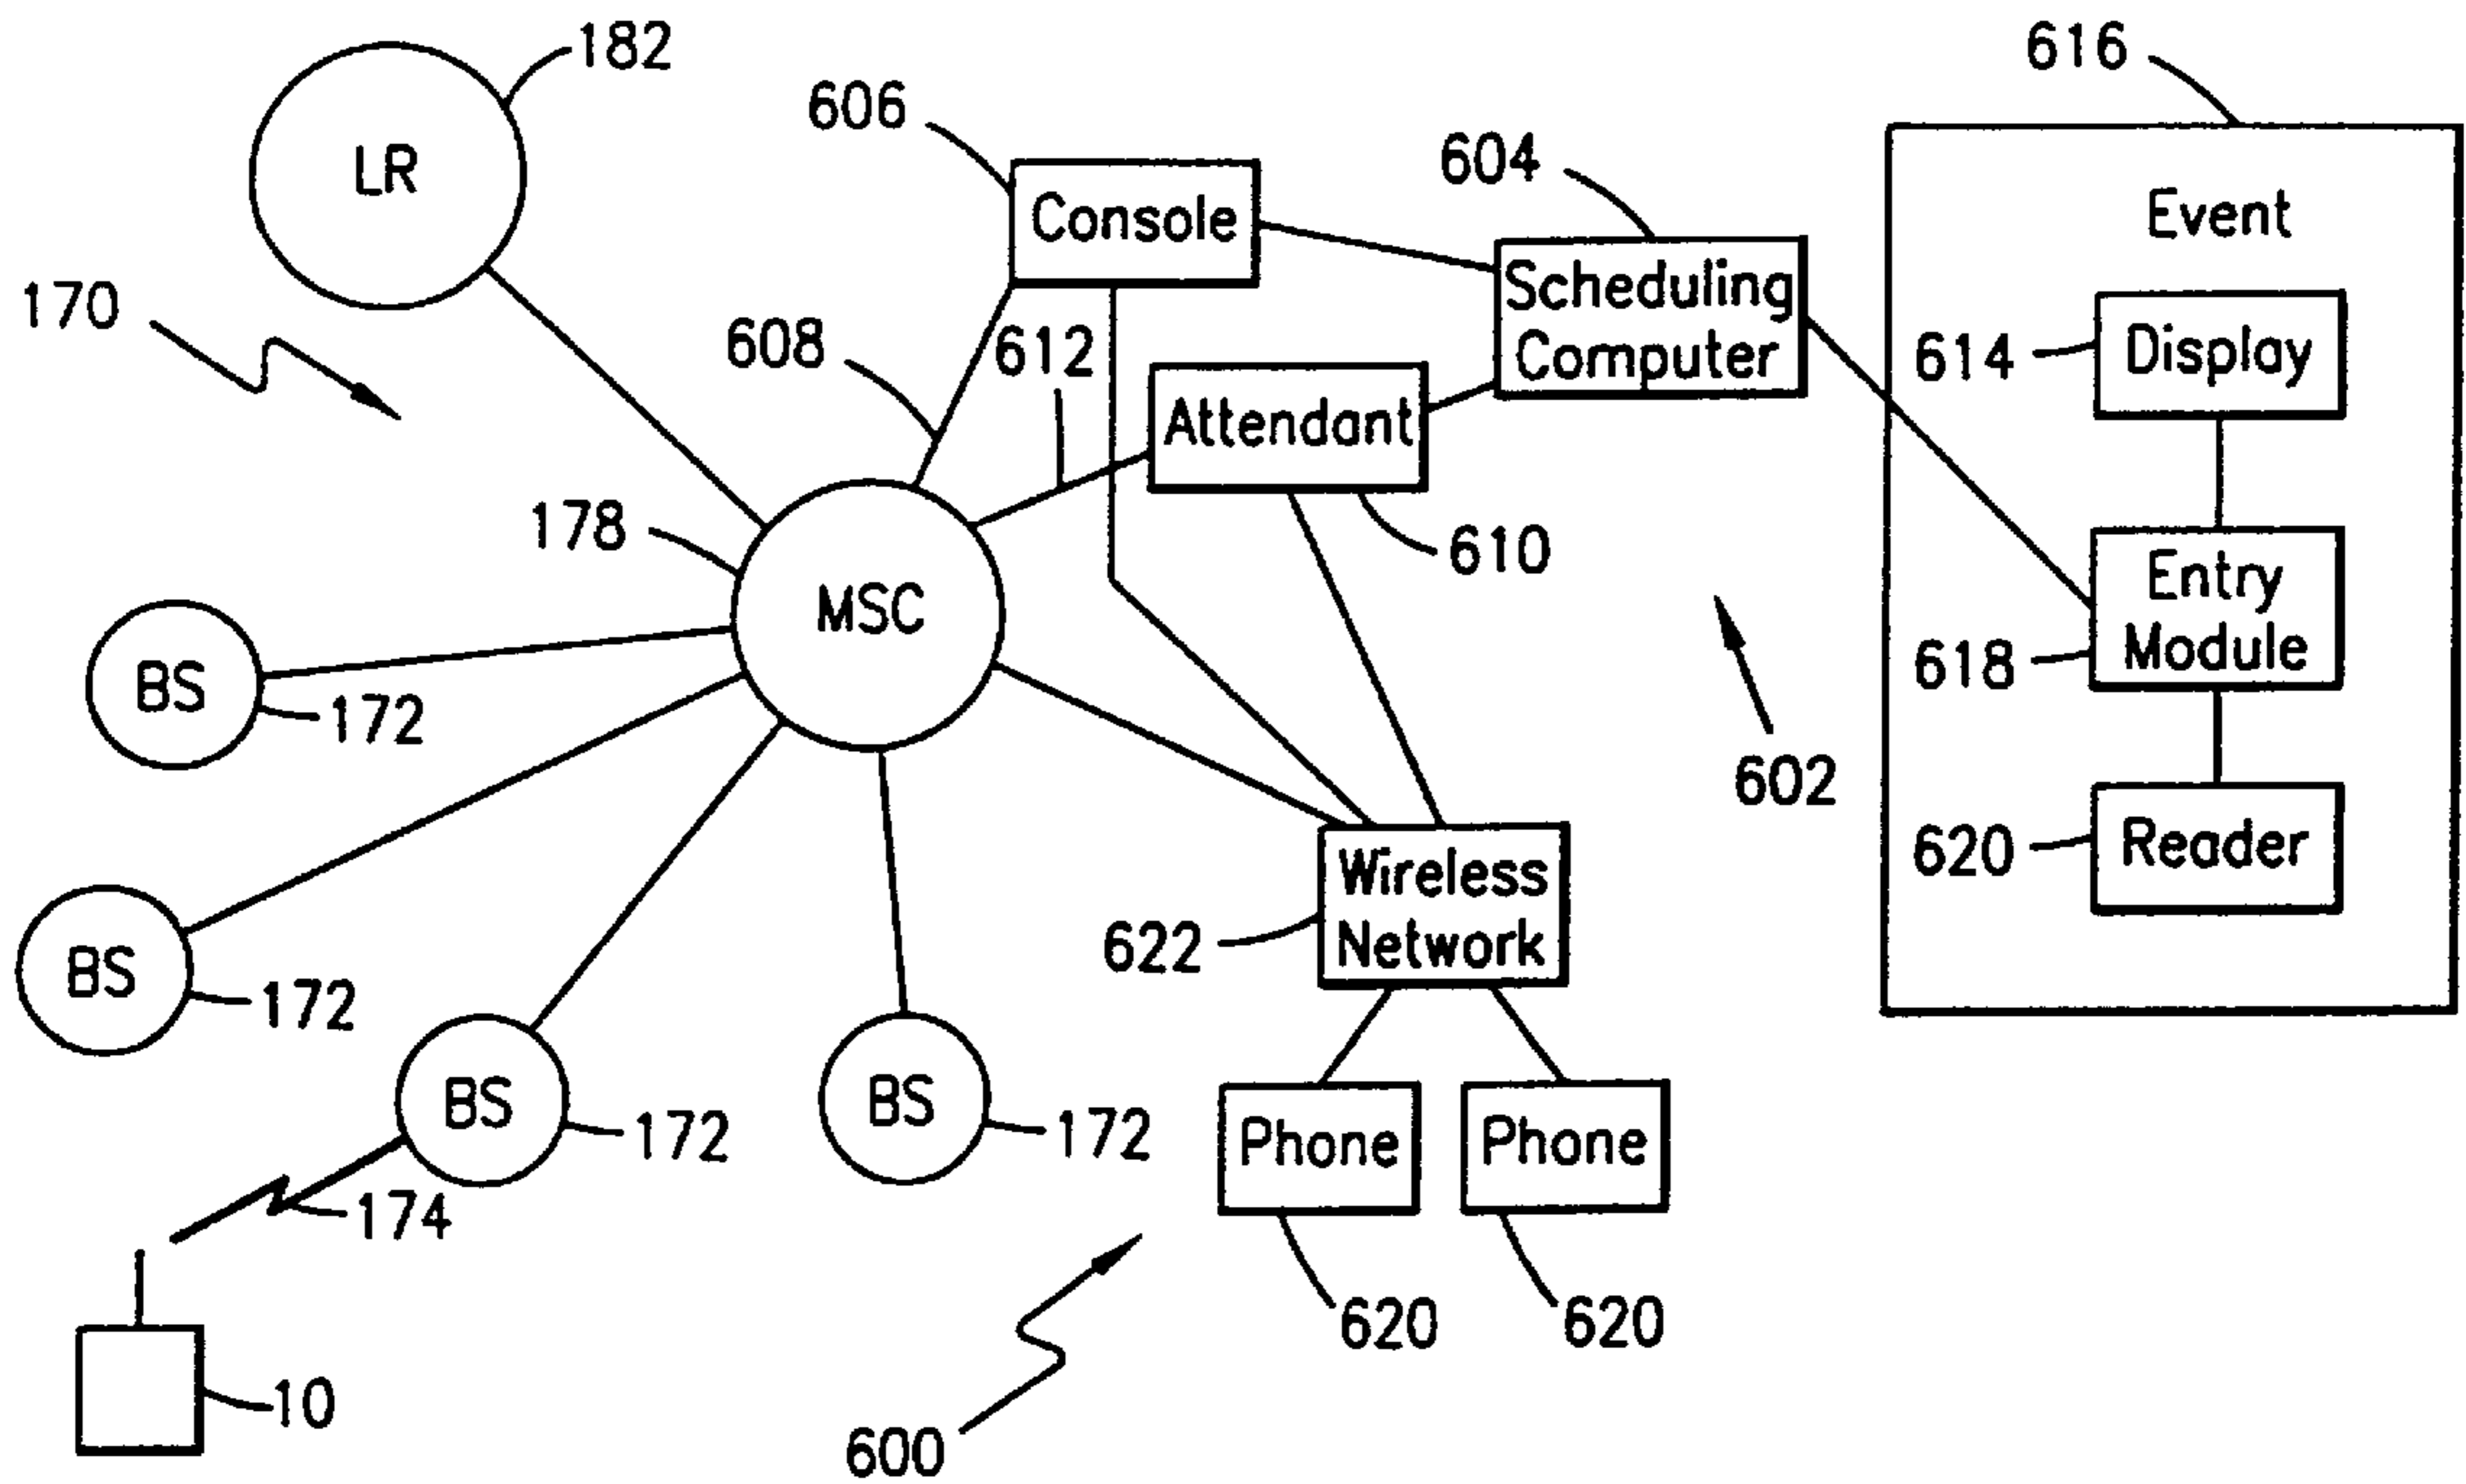 182
616
606
LR
604
Console
Event
170
Scheduling
Computer
608
612
614
Display
Attendant
178
610
Entry
Module
MSC
618
BS
172
602
620
Reader
Wireless
Network
622
BS
172
BS
172
BS
172
Phone
Phone
174
620
620
10
600